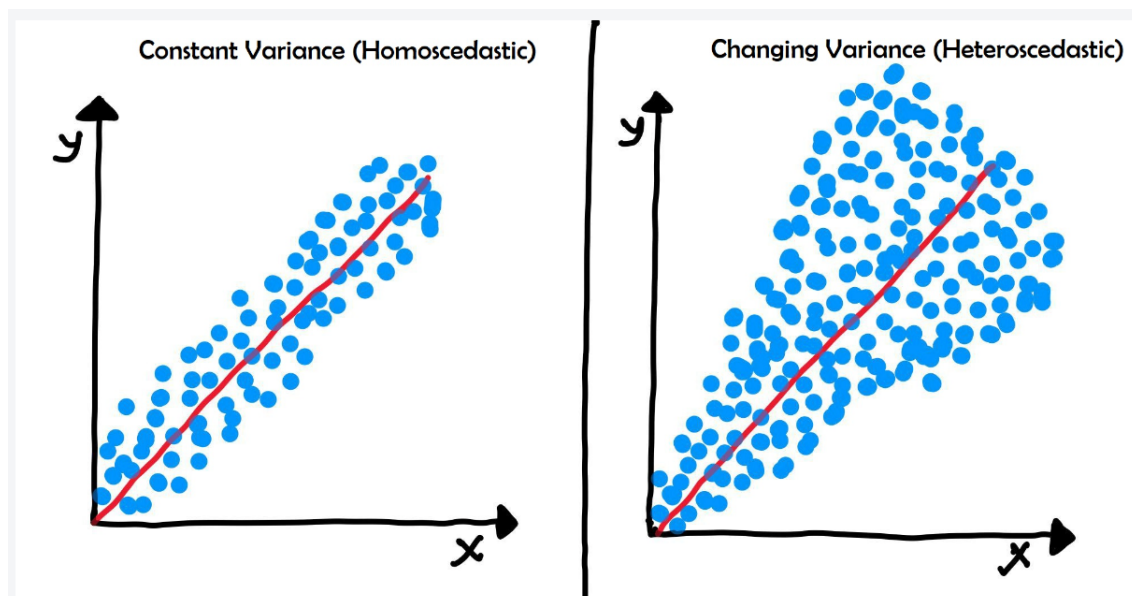 Constant Variance (Homoscedastic)
y
x
Changing Variance (Heteroscedastic)
y
x